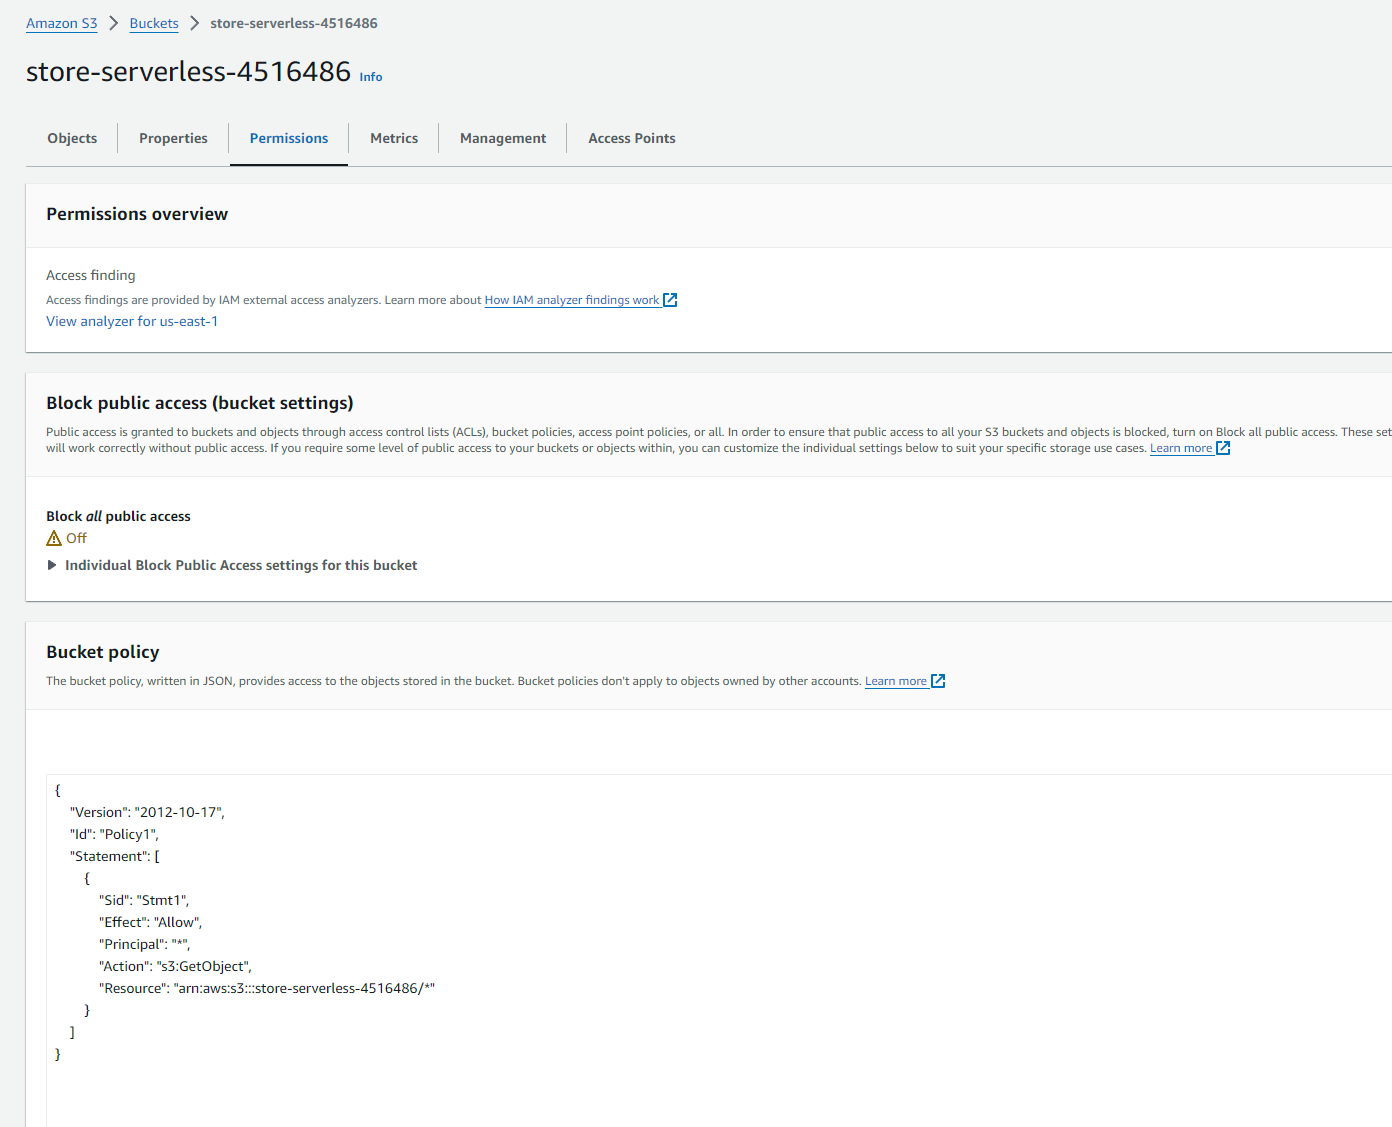 Amazon S3 > Buckets > store-serverless-4516486
store-serverless-4516486 Info
Objects Properties Permissions Metrics Management Access Points
Permissions overview
Access finding
Access findings are provided by IAM external access analyzers. Learn more about How IAM analyzer findings work
View analyzer for us-east-1
Block public access (bucket settings)
Public access is granted to buckets and objects through access control lists (ACLs), bucket policies, access point policies, or all. In order to ensure that public access to all your S3 buckets and objects is blocked, turn on Block all public access. These set
will work correctly without public access. If you require some level of public access to your buckets or objects within, you can customize the individual settings below to suit your specific storage use cases. Learn more
Block all public access
Off
Individual Block Public Access settings for this bucket
Bucket policy
The bucket policy, written in JSON, provides access to the objects stored in the bucket. Bucket policies don't apply to objects owned by other accounts. Learn more
{
"Version": "2012-10-17",
"Id": "Policy1",
"Statement": [
{
"Sid": "Stmt1",
"Effect": "Allow",
"Principal": "*",
"Action": "s3:GetObject",
"Resource": "arn:aws:s3:::store-serverless-4516486/*"
}
]
}